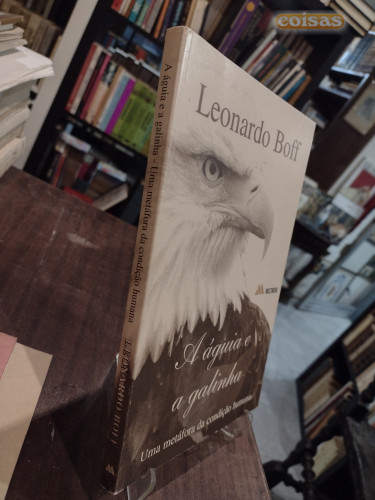 coisas
Leonardo Boff
A águia e
a galinha
Uma metáfora da condição humana
A águia e a galinha - Uma metáfora da condição humana
LEONARDO BOFF